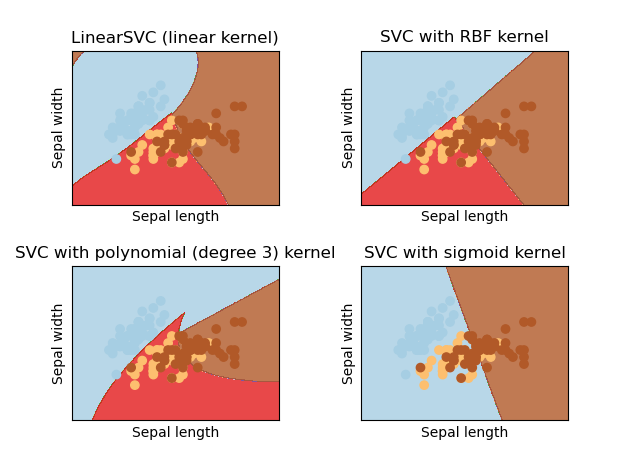 LinearSVC (linear kernel)
SVC with RBF kernel
Sepal width
Sepal length
Sepal width
Sepal length
SVC with polynomial (degree 3) kernel
SVC with sigmoid kernel
Sepal width
Sepal length
Sepal width
Sepal length